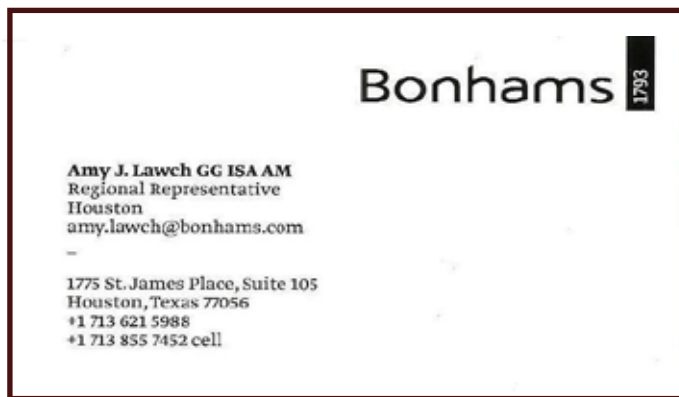 Bonhams 1793
Amy J. Lawch GG ISA AM
Regional Representative
Houston
amy.lawch@bonhams.com
–
1775 St. James Place, Suite 105
Houston, Texas 77056
+1 713 621 5988
+1 713 855 7452 cell